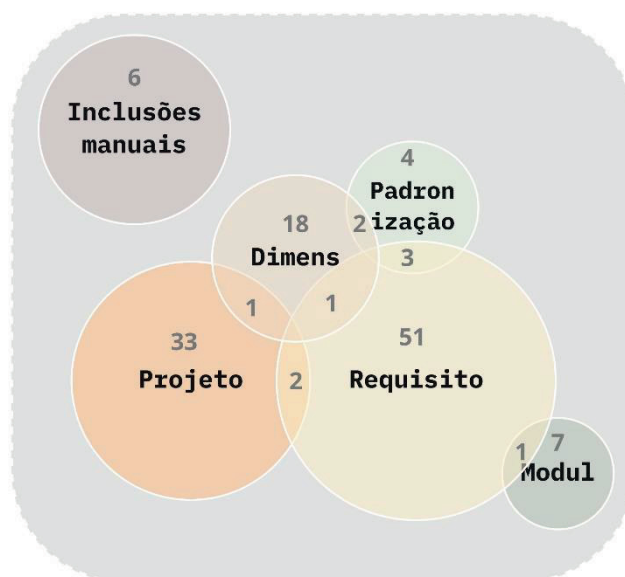 6
Inclusões
manuais
4
Padron
ização
18
2
Dimens
3
1
1
33
51
Projeto
2
Requisito
7
1
Modul